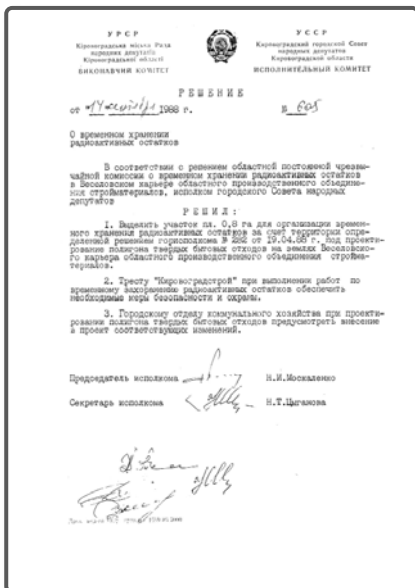 У Р С Р
Кіровоградська міська Рада
народних депутатів
Кіровоградської області
ВИКОНАВЧИЙ КОМІТЕТ
У С С Р
Кировоградский городской Совет
народных депутатов
Кировоградской области
ИСПОЛНИТЕЛЬНЫЙ КОМИТЕТ
Р Е Ш Е Н И Е
от "14" 1988 г. № 605
О временном хранении
радиоактивных остатков
В соответствии с решением областной постоянной чрезвы-
чайной комиссии о временном хранении радиоактивных остатков
в Веселовском карьере областного производственного объедине-
ния стройматериалов, исполком городского Совета народных
депутатов
Р Е Ш И Л :
1. Выделить участок пл. 0,8 га для организации времен-
ного хранения радиоактивных остатков за счет территории опре-
деленной решением горисполкома № 282 от 19.04.88 г. под проекти-
рование полигона твердых бытовых отходов на землях Веселовско-
го карьера областного производственного объединения стройма-
териалов.
2. Тресту "Кировоградстрой" при выполнении работ по
временному захоронению радиоактивных остатков обеспечить
необходимые меры безопасности и охраны.
3. Городскому отделу коммунального хозяйства при проекти-
ровании полигона твердых бытовых отходов предусмотреть внесение
в проект соответствующих изменений.
Председатель исполкома Н.И.Москаленко
Секретарь исполкома Н.Т.Цыганова